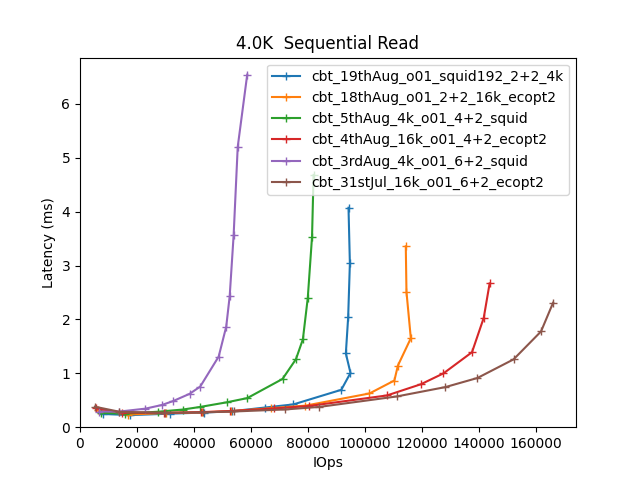 4.0K  Sequential Read
cbt_19thAug_o01_squid192_2+2_4k
cbt_18thAug_o01_2+2_16k_ecopt2
cbt_5thAug_4k_o01_4+2_squid
cbt_4thAug_16k_o01_4+2_ecopt2
cbt_3rdAug_4k_o01_6+2_squid
cbt_31stJul_16k_o01_6+2_ecopt2
Latency (ms)
6
5
4
3
2
1
0
0 20000 40000 60000 80000 100000 120000 140000 160000
IOps